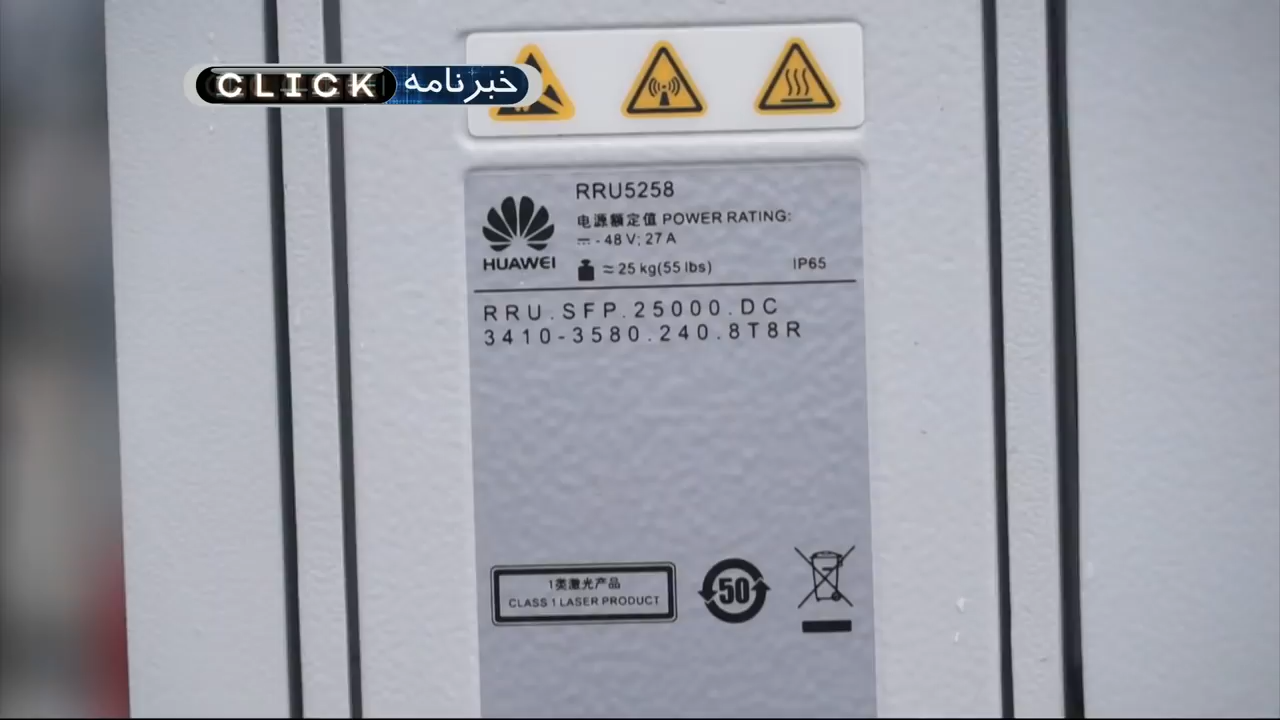 CLICK خبرنامه
RRU5258
电源额定值 POWER RATING:
- 48 V; 27 A
HUAWEI
≈ 25 kg(55 lbs)
IP65
RRU.SFP.25000.DC
3410-3580.240.8T8R
1类激光产品
CLASS 1 LASER PRODUCT
50